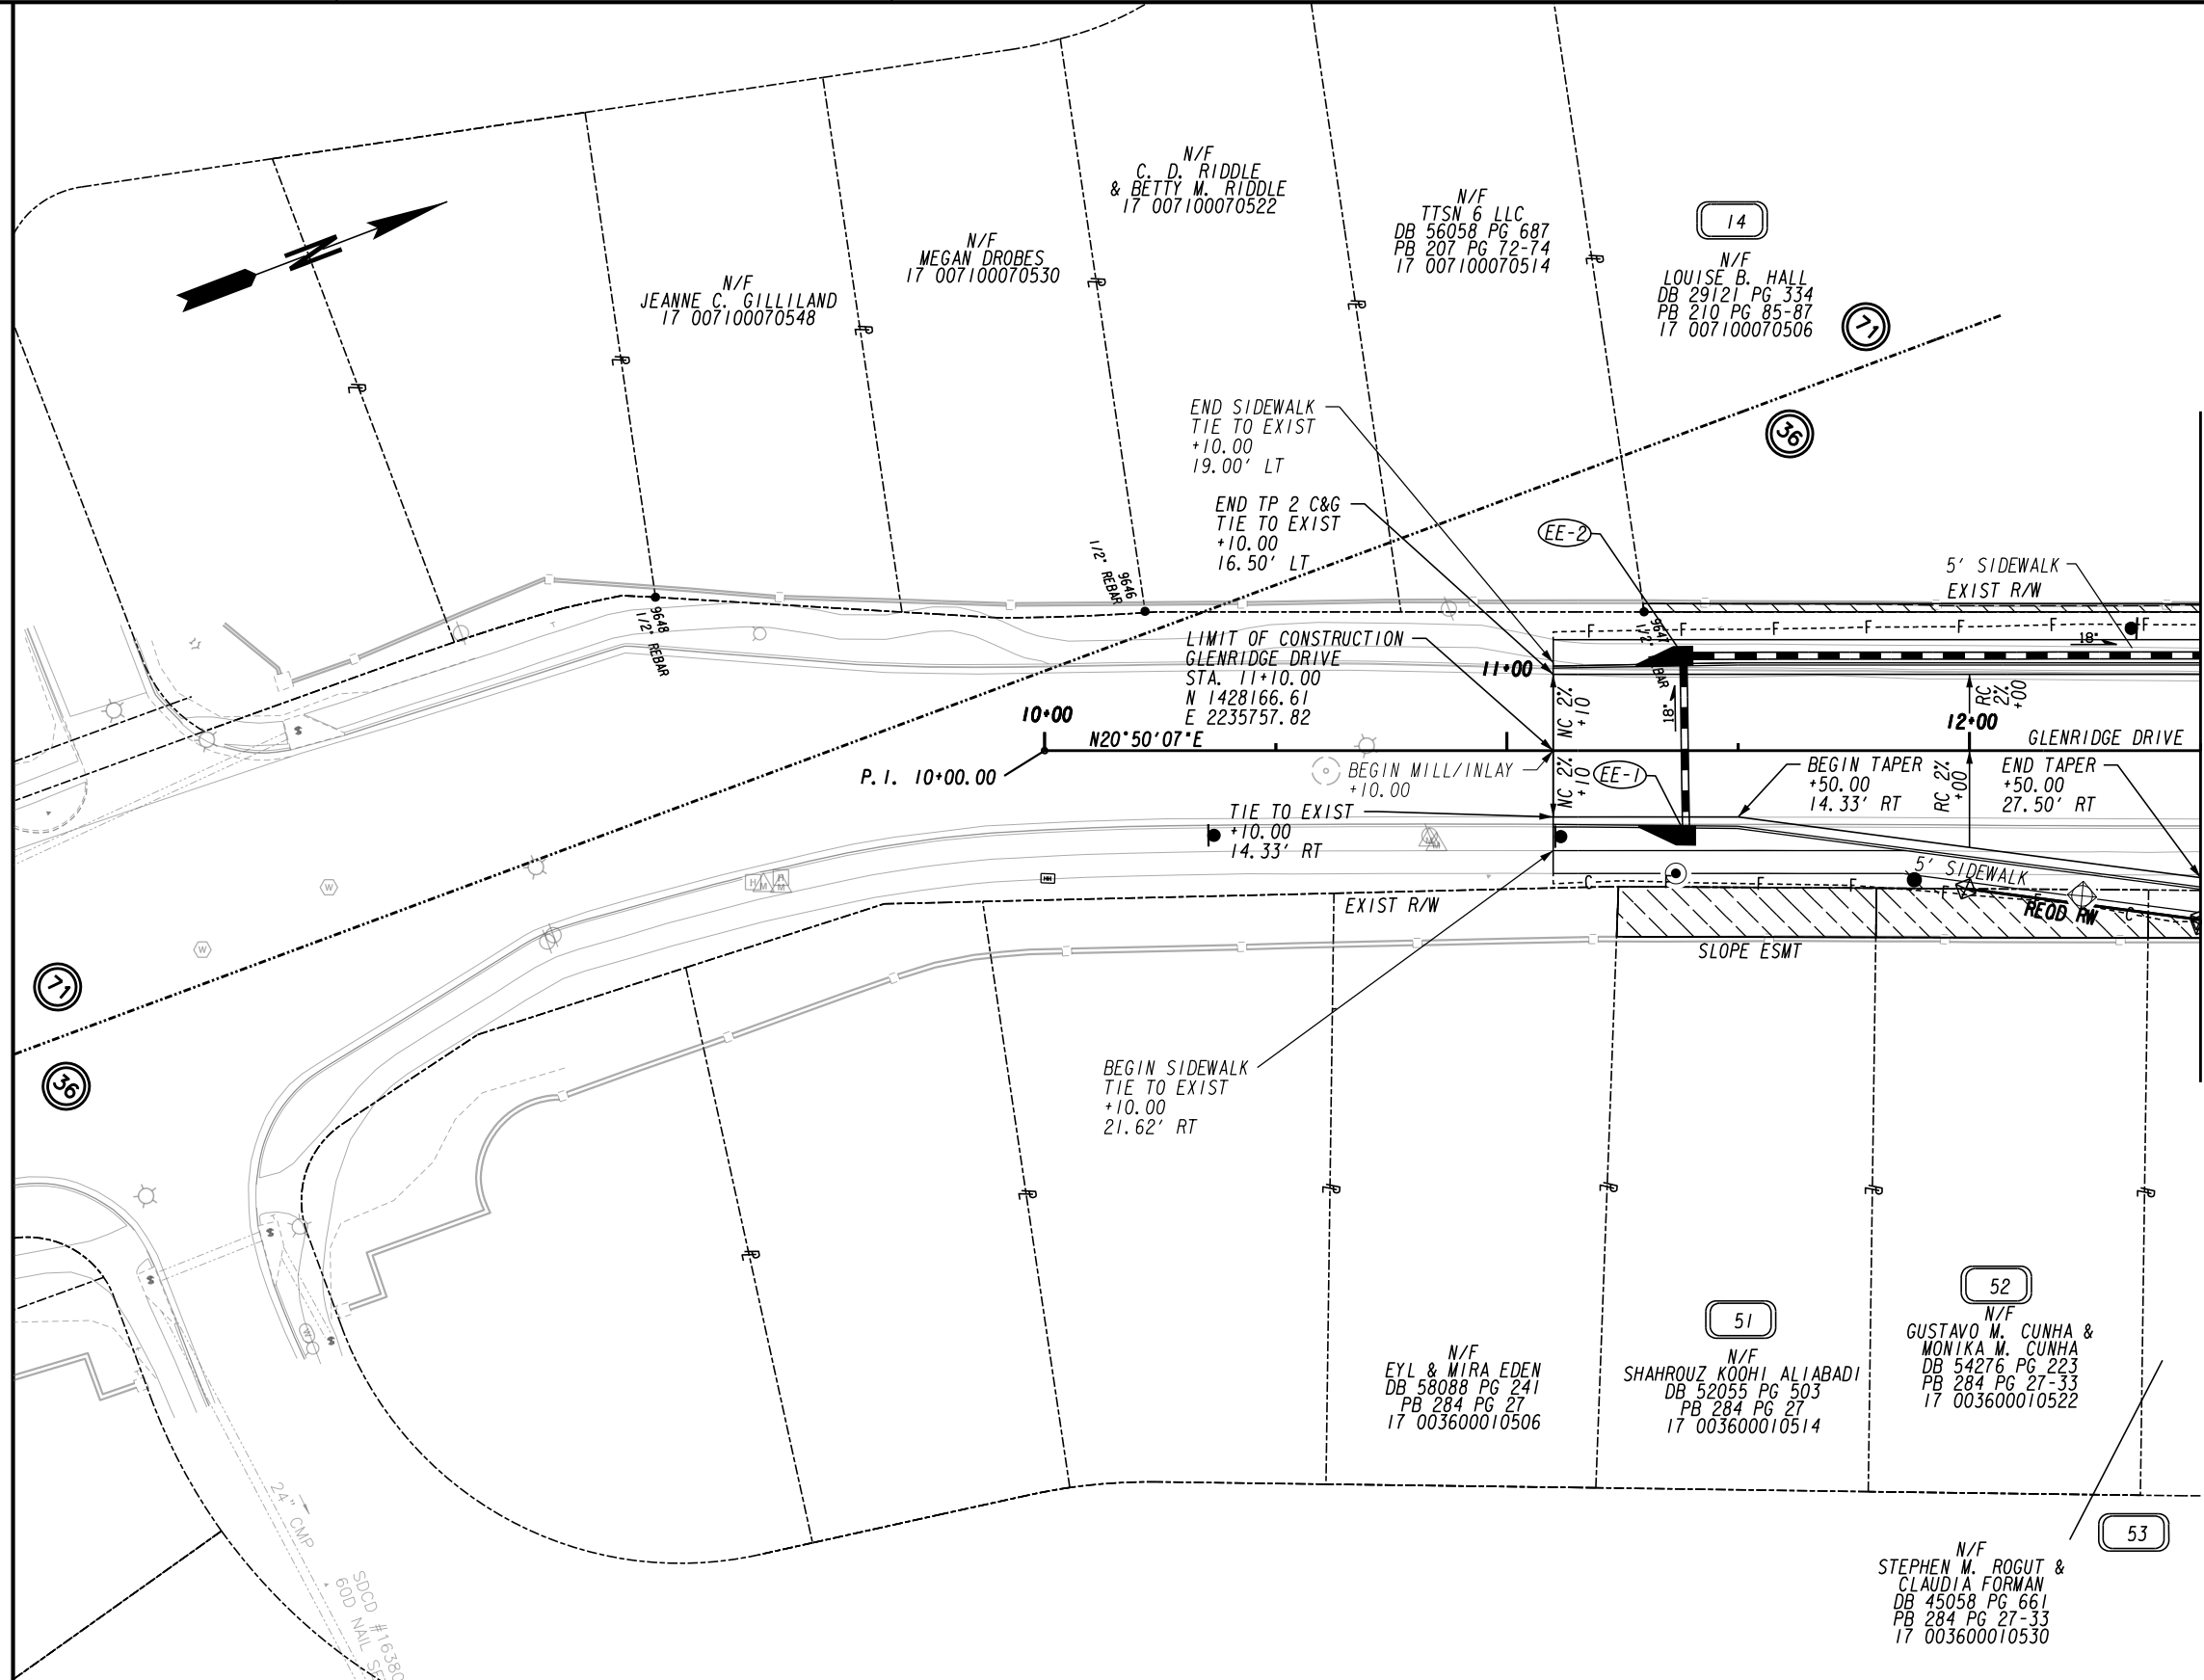 N/F
C. D. RIDDLE
& BETTY M. RIDDLE
17 007100070522
N/F
TTSN 6 LLC
DB 56058 PG 687
PB 207 PG 72-74
17 007100070514
14
N/F
LOUISE B. HALL
DB 29121 PG 334
PB 210 PG 85-87
17 007100070506
N/F
MEGAN DROBES
17 007100070530
N/F
JEANNE C. GILLILAND
17 007100070548
N
71
36
END SIDEWALK
TIE TO EXIST
+10.00
19.00' LT
END TP 2 C&G
TIE TO EXIST
+10.00
16.50' LT
EE-2
5' SIDEWALK
EXIST R/W
9646
1/2" REBAR
9648
1/2" REBAR
9647
1/2" REBAR
LIMIT OF CONSTRUCTION
GLENRIDGE DRIVE
STA. 11+10.00
N 1428166.61
E 2235757.82
11+00
18"
18"
NC 2%
+10
RC
2%
+00
10+00
N20°50'07"E
12+00
GLENRIDGE DRIVE
P.I. 10+00.00
BEGIN MILL/INLAY
+10.00
NC 2%
+10
EE-1
BEGIN TAPER
+50.00
14.33' RT
RC 2%
+00
END TAPER
+50.00
27.50' RT
TIE TO EXIST
+10.00
14.33' RT
5' SIDEWALK
EXIST R/W
REQD RW
SLOPE ESMT
71
36
BEGIN SIDEWALK
TIE TO EXIST
+10.00
21.62' RT
N/F
EYL & MIRA EDEN
DB 58088 PG 241
PB 284 PG 27
17 003600010506
51
N/F
SHAHROUZ KOOHI ALIABADI
DB 52055 PG 503
PB 284 PG 27
17 003600010514
52
N/F
GUSTAVO M. CUNHA &
MONIKA M. CUNHA
DB 54276 PG 223
PB 284 PG 27-33
17 003600010522
53
N/F
STEPHEN M. ROGUT &
CLAUDIA FORMAN
DB 45058 PG 661
PB 284 PG 27-33
17 003600010530
24" CMP
SDCD #16380
60D NAIL